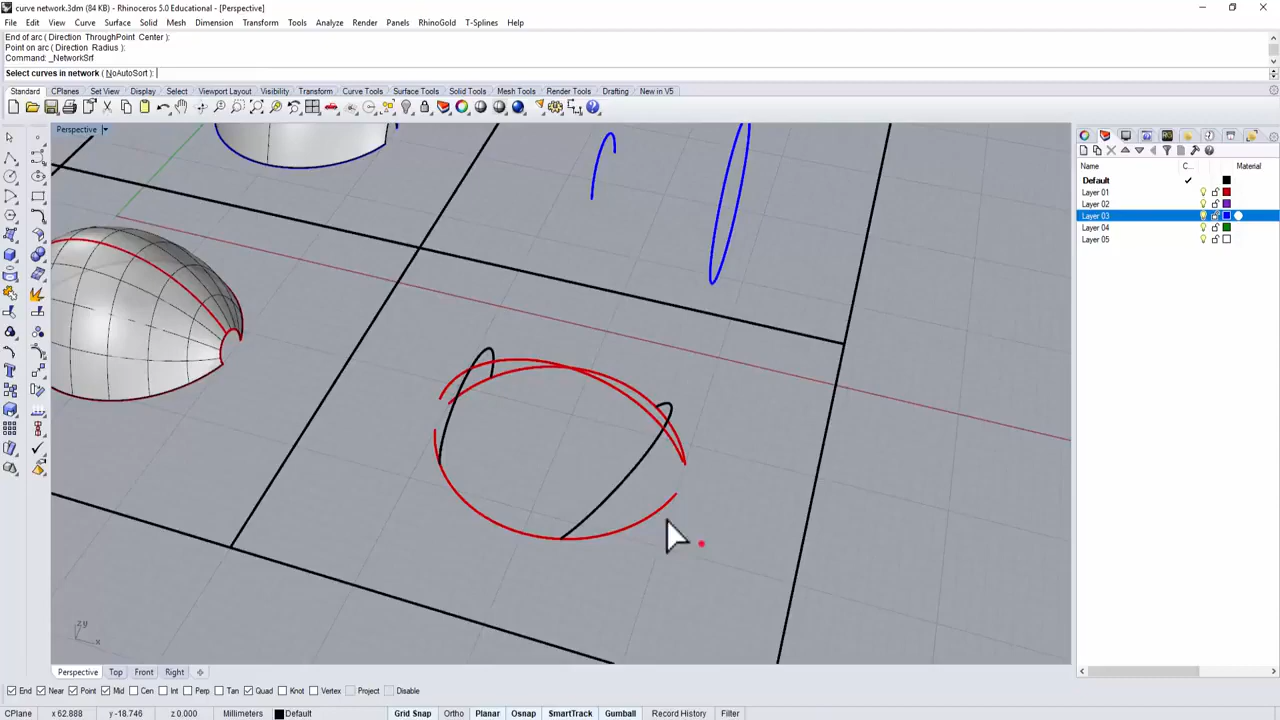 curve network.3dm (84 KB) - Rhinoceros 5.0 Educational - [Perspective]
File Edit View Curve Surface Solid Mesh Dimension Transform Tools Analyze Render Panels RhinoGold T-Splines Help
End of arc ( Direction ThroughPoint Center ):
Point on arc ( Direction Radius ):
Command: _NetworkSrf
Select curves in network ( NoAutoSort ):
Standard CPlanes Set View Display Select Viewport Layout Visibility Transform Curve Tools Surface Tools Solid Tools Mesh Tools Render Tools Drafting New in V5
Perspective
Name C... Material
Default
Layer 01
Layer 02
Layer 03
Layer 04
Layer 05
z y
x
Perspective Top Front Right
End Near Point Mid Cen Int Perp Tan Quad Knot Vertex Project Disable
CPlane x 62.888 y -18.746 z 0.000 Millimeters Default Grid Snap Ortho Planar Osnap SmartTrack Gumball Record History Filter